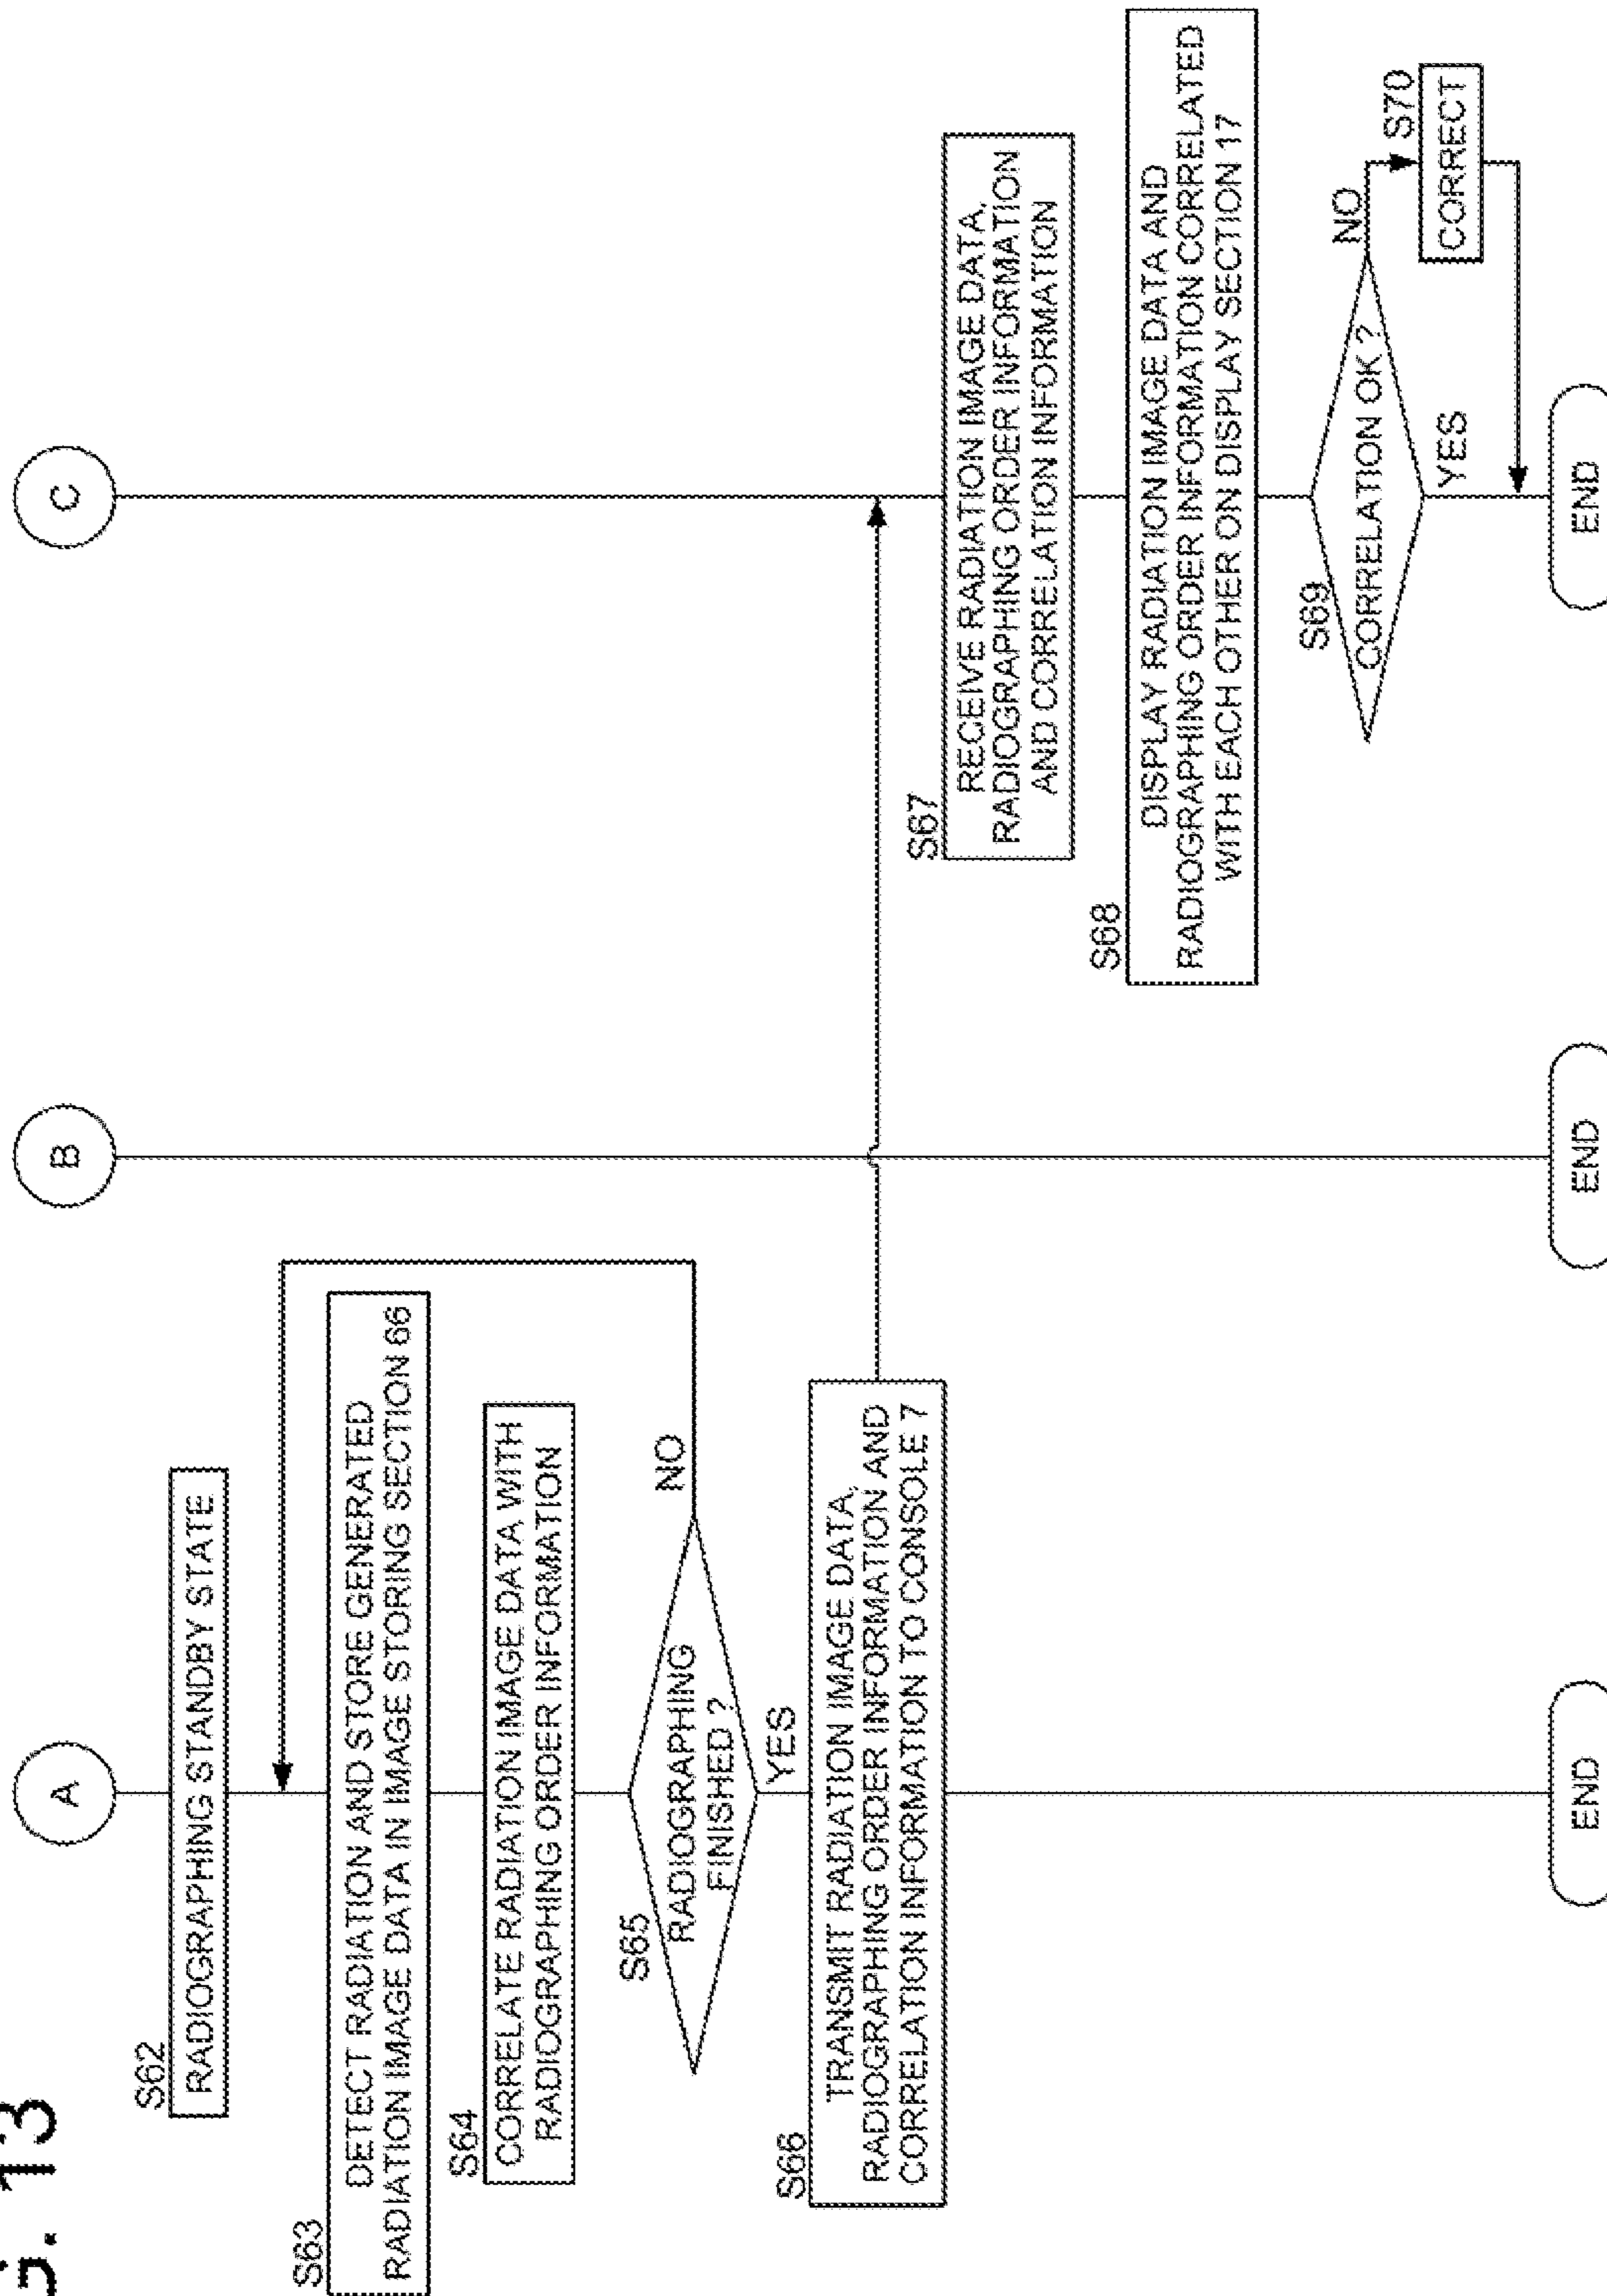 G. 13
A
S62
RADIOGRAPHING STANDBY STATE
S63
DETECT RADIATION AND STORE GENERATED
RADIATION IMAGE DATA IN IMAGE STORING SECTION 66
S64
CORRELATE RADIATION IMAGE DATA WITH
RADIOGRAPHING ORDER INFORMATION
S65
RADIOGRAPHING
FINISHED ?
NO
YES
S66
TRANSMIT RADIATION IMAGE DATA,
RADIOGRAPHING ORDER INFORMATION AND
CORRELATION INFORMATION TO CONSOLE 7
END
B
END
C
S67
RECEIVE RADIATION IMAGE DATA,
RADIOGRAPHING ORDER INFORMATION
AND CORRELATION INFORMATION
S68
DISPLAY RADIATION IMAGE DATA AND
RADIOGRAPHING ORDER INFORMATION CORRELATED
WITH EACH OTHER ON DISPLAY SECTION 17
S69
CORRELATION OK ?
NO
S70
CORRECT
YES
END